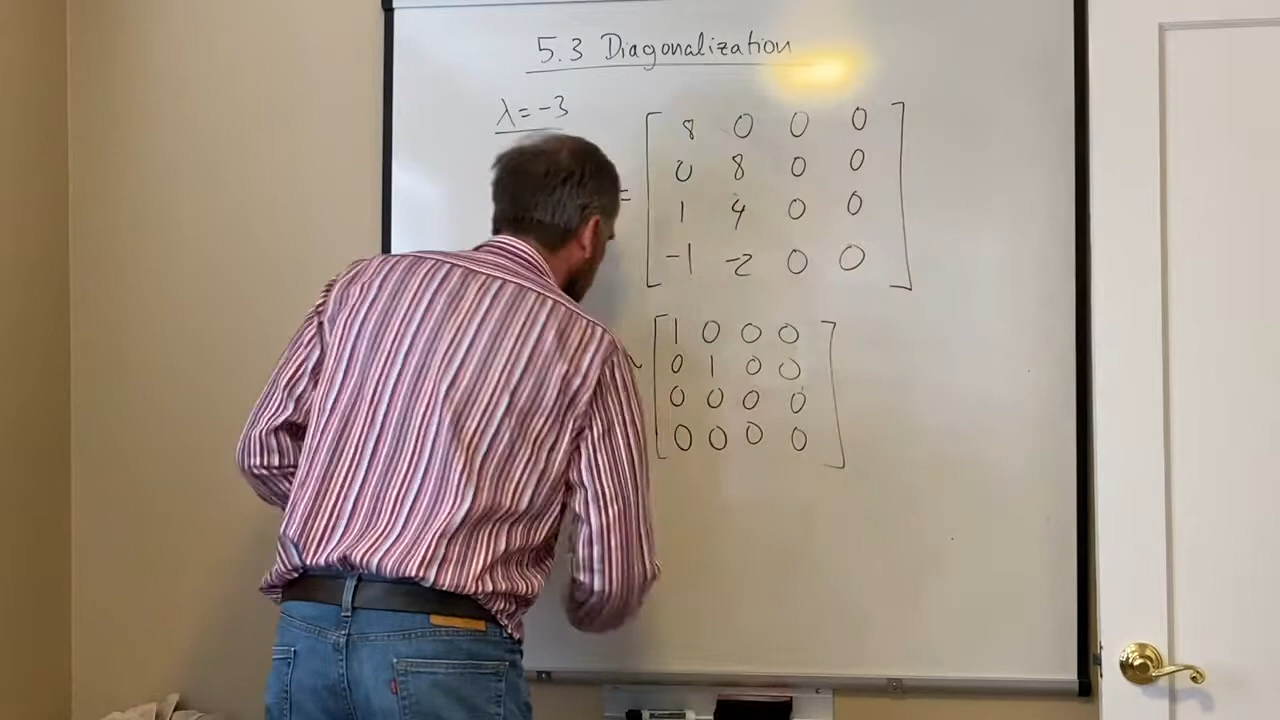 5.3 Diagonalization
λ = -3
= [ 8 0 0 0
0 8 0 0
1 4 0 0
-1 -2 0 0 ]
~ [ 1 0 0 0
0 1 0 0
0 0 0 0
0 0 0 0 ]